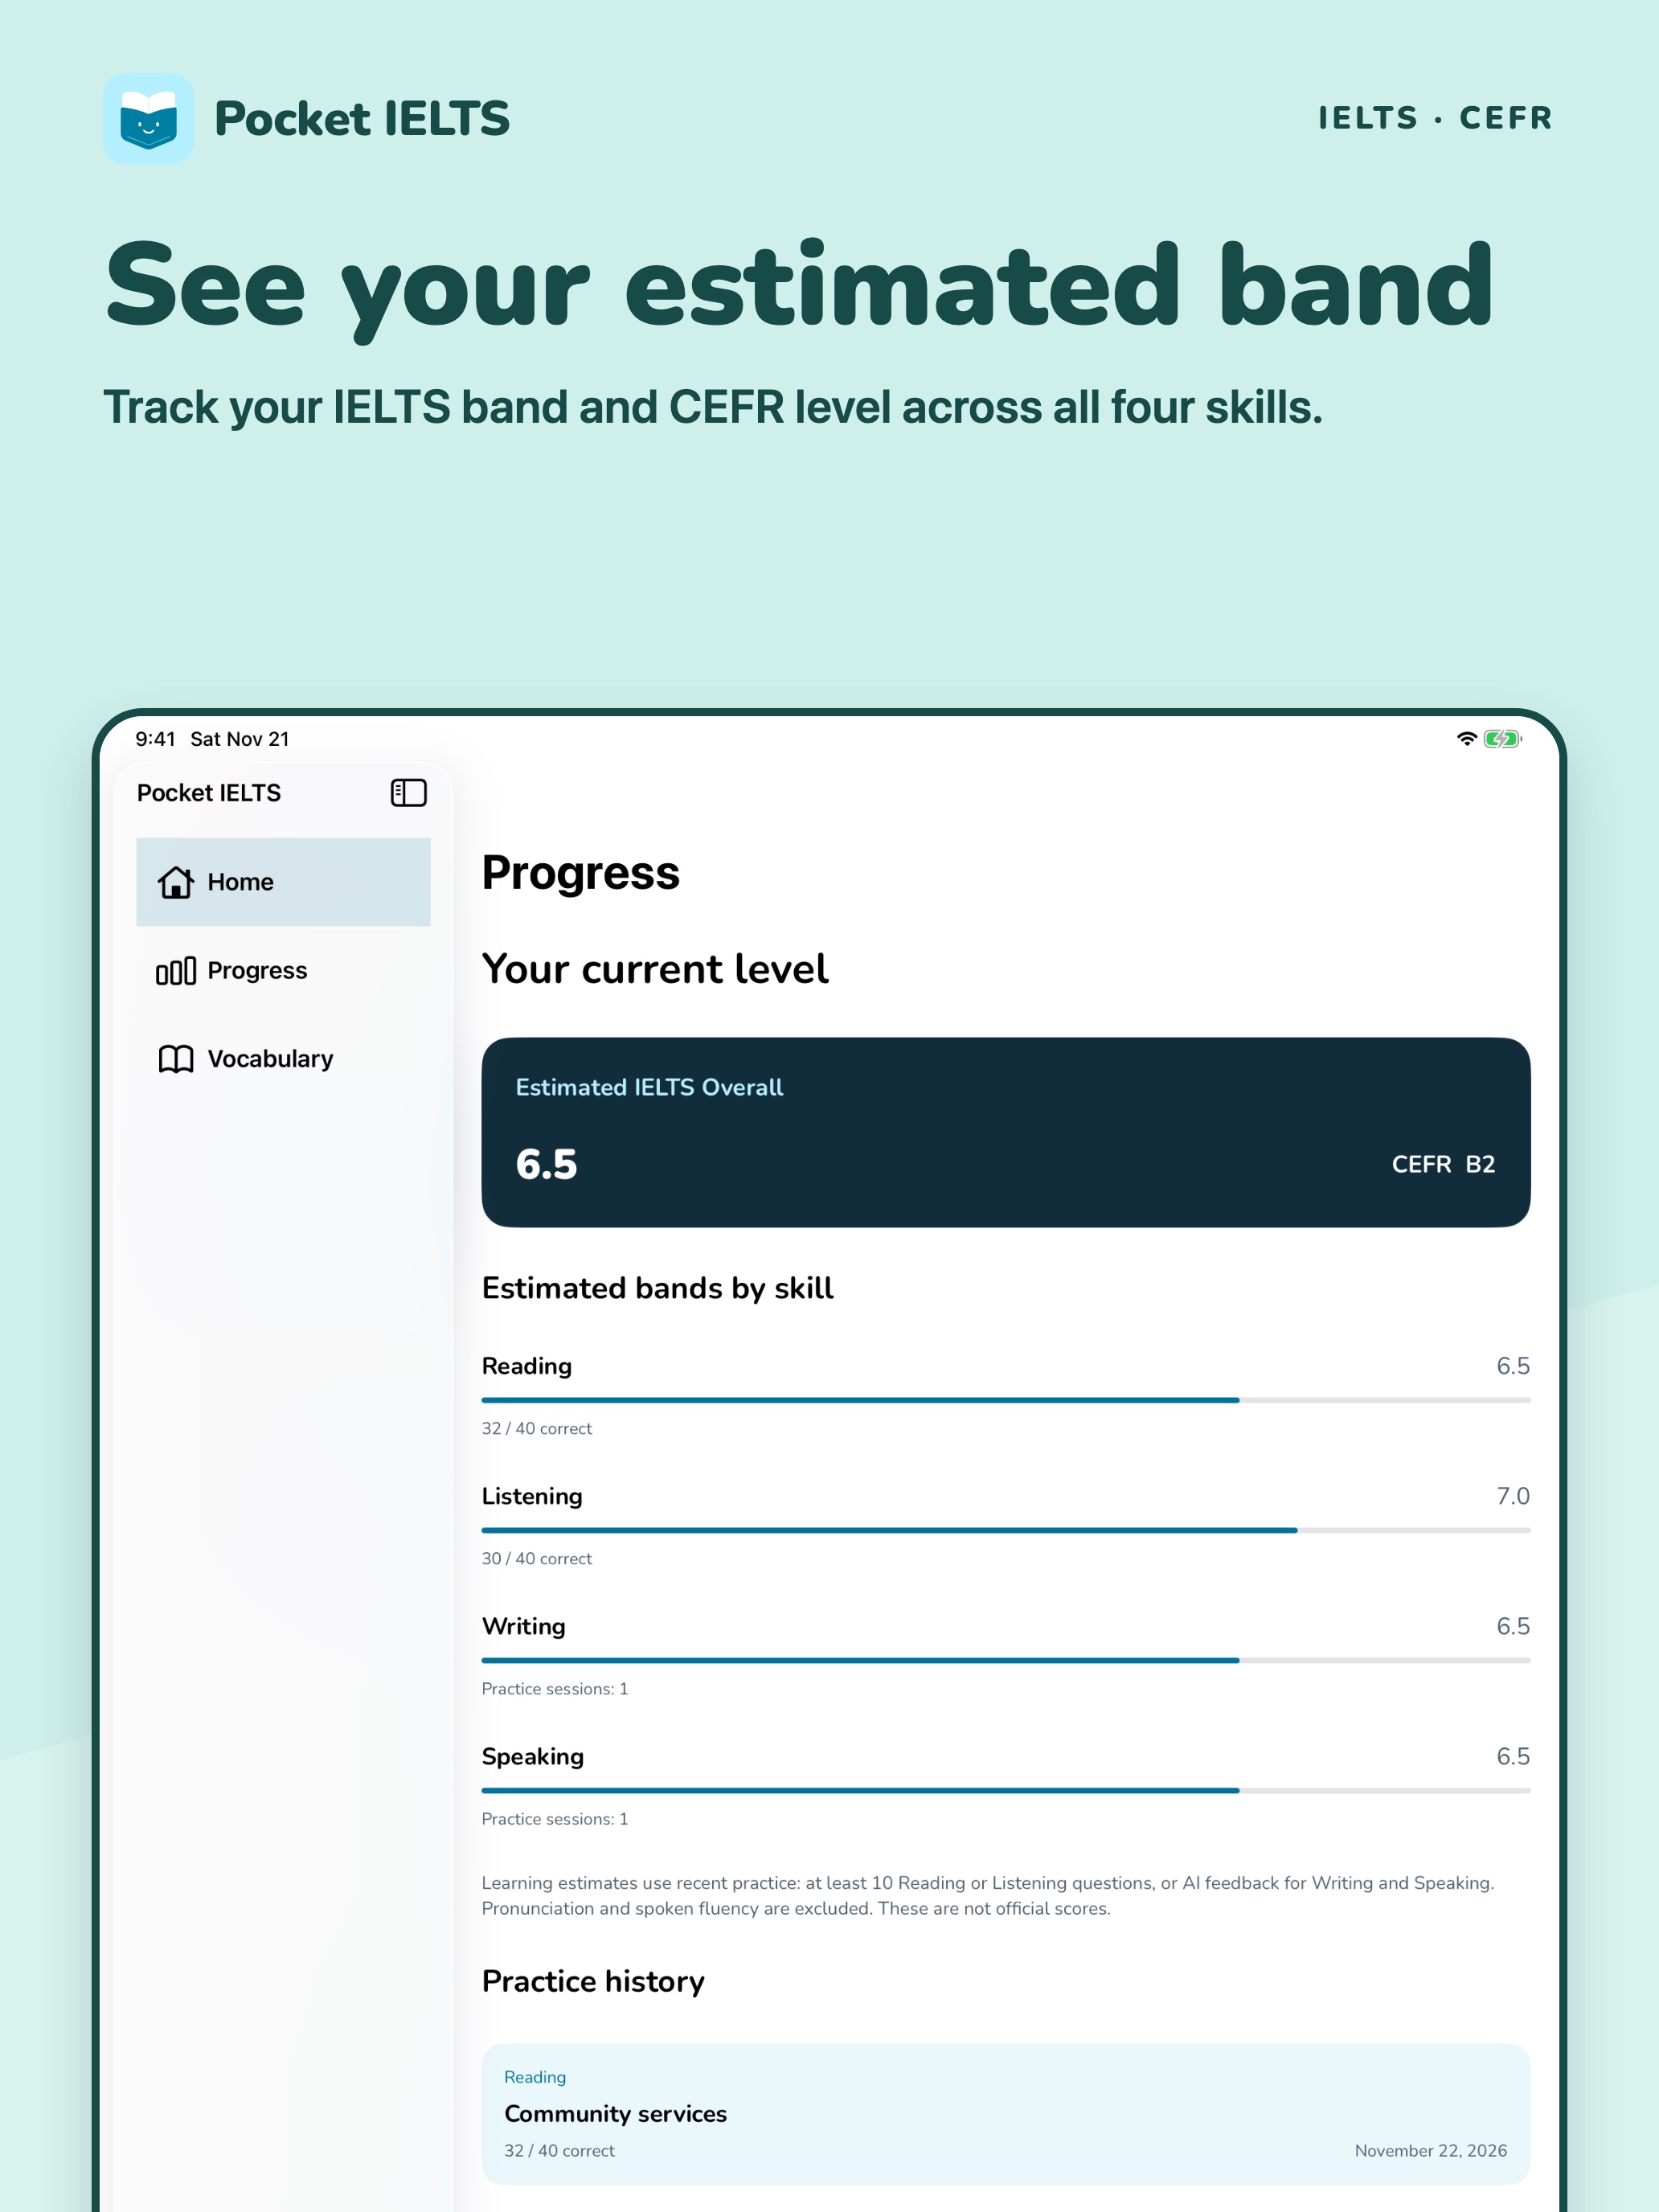 Pocket IELTS
IELTS · CEFR
See your estimated band
Track your IELTS band and CEFR level across all four skills.
9:41 Sat Nov 21
Pocket IELTS
Home
Progress
Vocabulary
Progress
Your current level
Estimated IELTS Overall
6.5
CEFR B2
Estimated bands by skill
Reading
6.5
32 / 40 correct
Listening
7.0
30 / 40 correct
Writing
6.5
Practice sessions: 1
Speaking
6.5
Practice sessions: 1
Learning estimates use recent practice: at least 10 Reading or Listening questions, or AI feedback for Writing and Speaking.
Pronunciation and spoken fluency are excluded. These are not official scores.
Practice history
Reading
Community services
32 / 40 correct
November 22, 2026